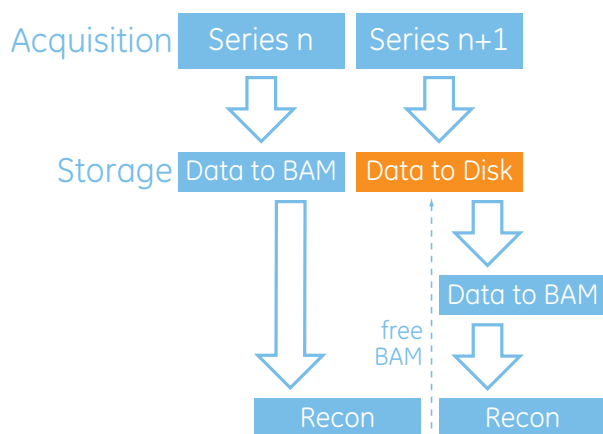 Acquisition
Series n
Series n+1
Storage
Data to BAM
Data to Disk
Data to BAM
free
BAM
Recon
Recon